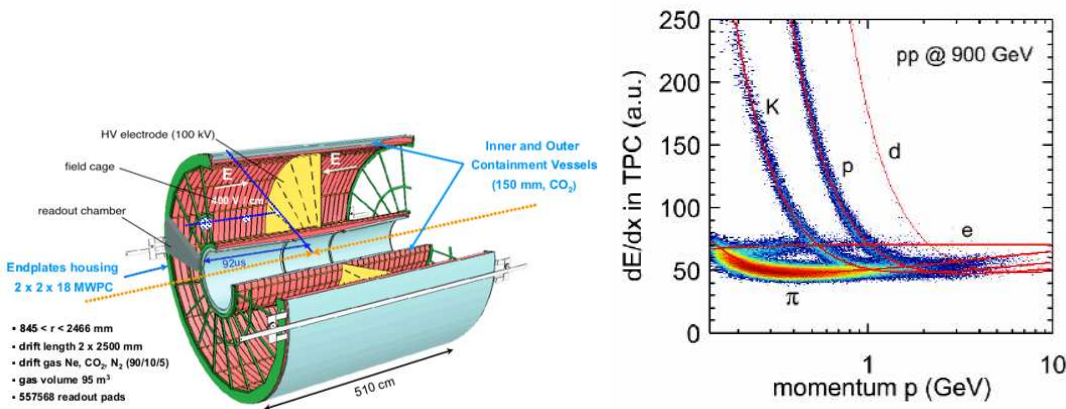 HV electrode (100 kV)
field cage
readout chamber
E
E
400 V / cm
92us
Inner and Outer
Containment Vessels
(150 mm, CO2)
Endplates housing
2 x 2 x 18 MWPC
• 845 < r < 2466 mm
• drift length 2 x 2500 mm
• drift gas Ne, CO2, N2 (90/10/5)
• gas volume 95 m3
• 557568 readout pads
510 cm
dE/dx in TPC (a.u.)
250
200
150
100
50
0
pp @ 900 GeV
K
p
d
e
π
1
10
momentum p (GeV)